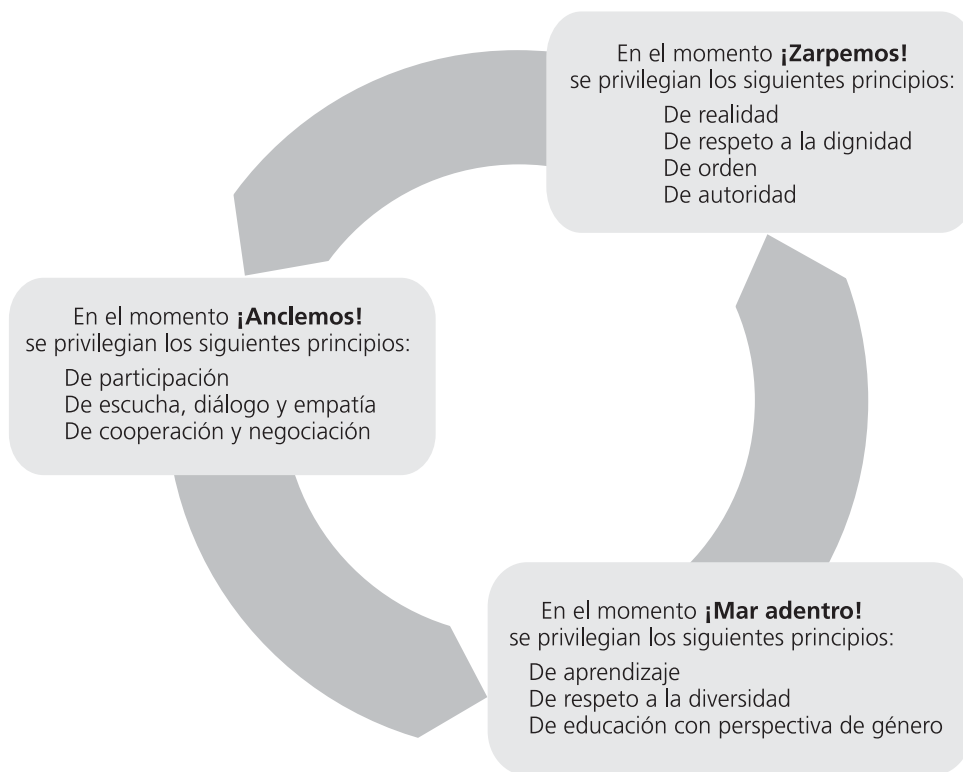 En el momento ¡Zarpemos!
se privilegian los siguientes principios:
De realidad
De respeto a la dignidad
De orden
De autoridad
En el momento ¡Anclemos!
se privilegian los siguientes principios:
De participación
De escucha, diálogo y empatía
De cooperación y negociación
En el momento ¡Mar adentro!
se privilegian los siguientes principios:
De aprendizaje
De respeto a la diversidad
De educación con perspectiva de género